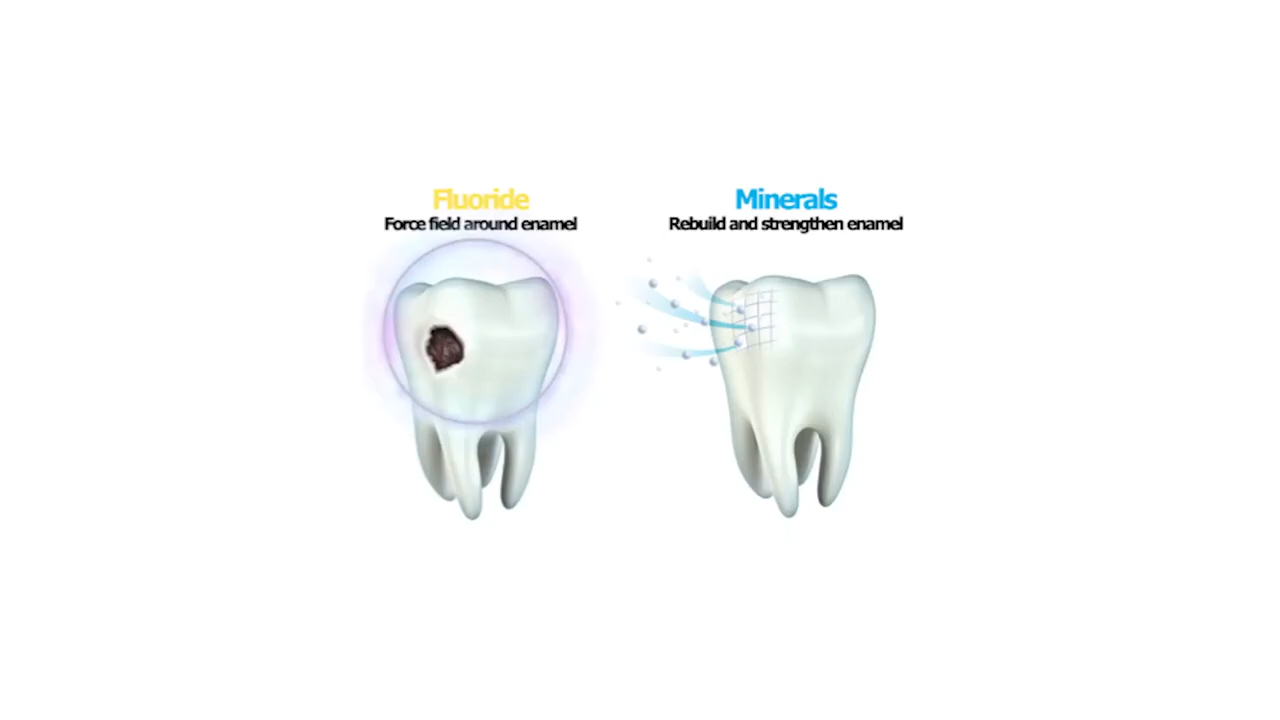 Fluoride
Force field around enamel
Minerals
Rebuild and strengthen enamel